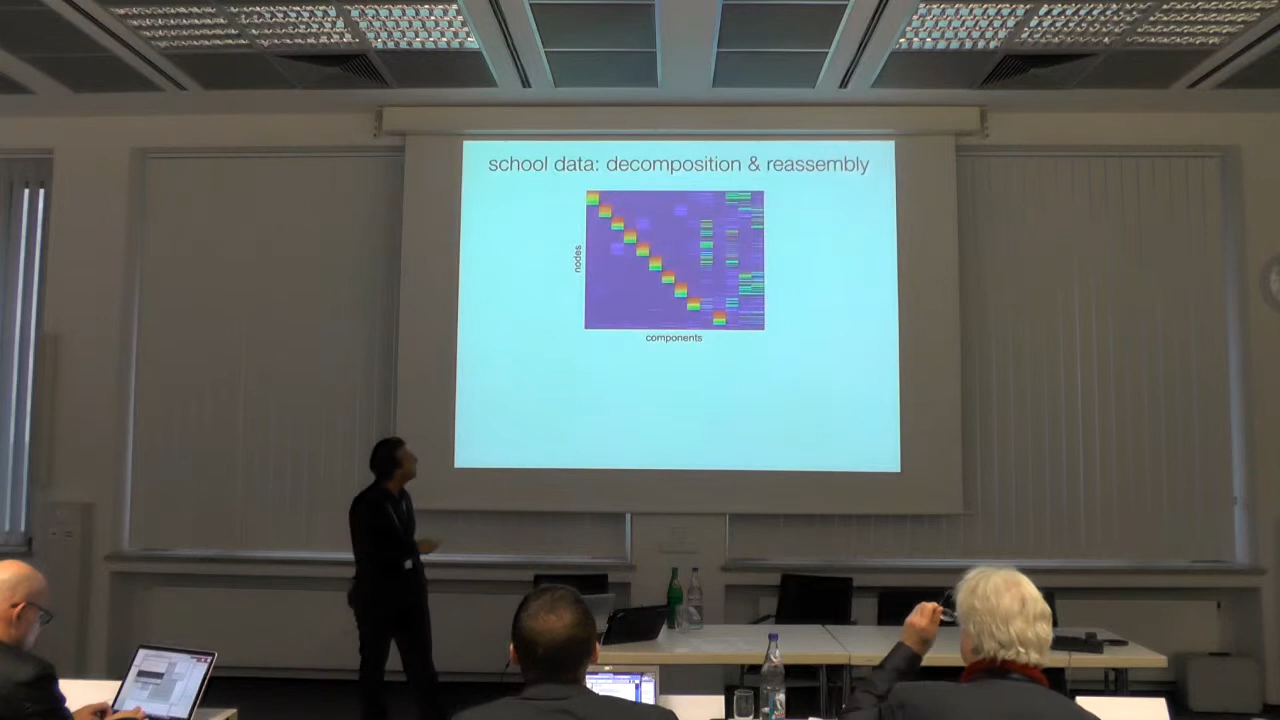 school data: decomposition & reassembly
nodes
components